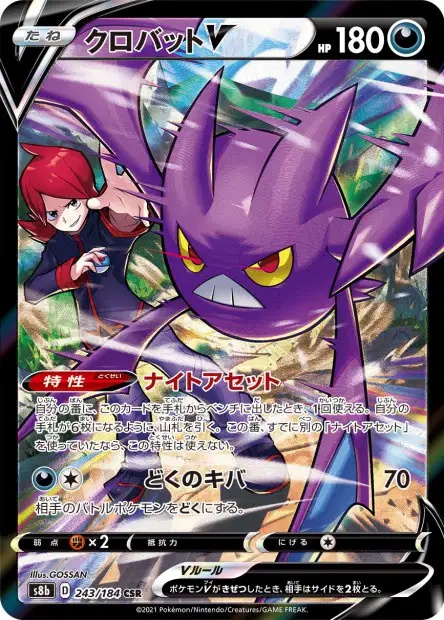 たね クロバットV HP 180
特性 とくせい ナイトアセット
自分の番に、このカードを手札からベンチに出したとき、1回使える。自分の
手札が6枚になるように、山札を引く。この番、すでに別の「ナイトアセット」
を使っていたなら、この特性は使えない。
どくのキバ 70
相手のバトルポケモンをどくにする。
弱点 ×2 抵抗力 にげる
Illus.GOSSAN Vルール
s8b D 243/184 CSR ポケモンVがきぜつしたとき、相手はサイドを2枚とる。
©2021 Pokémon/Nintendo/Creatures/GAME FREAK.